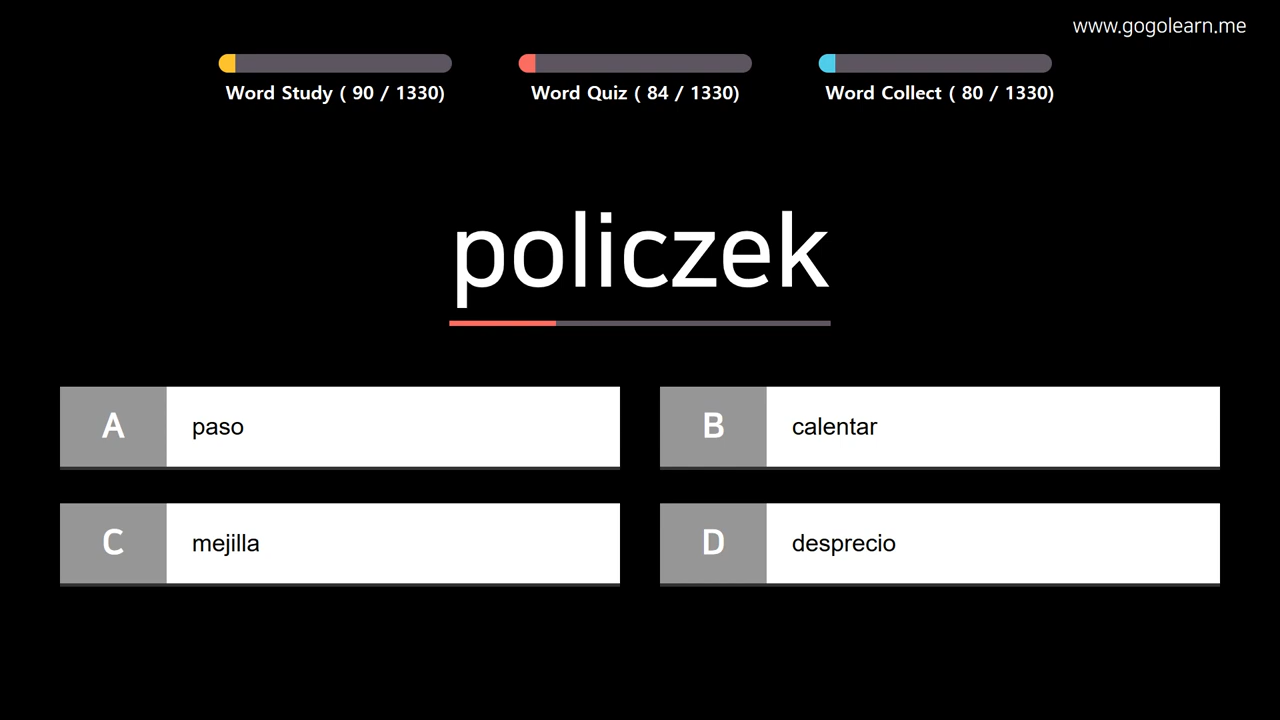 www.gogolearn.me
Word Study ( 90 / 1330)
Word Quiz ( 84 / 1330)
Word Collect ( 80 / 1330)
policzek
A paso
B calentar
C mejilla
D desprecio